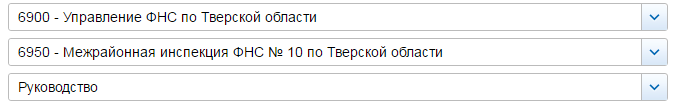 6900 - Управление ФНС по Тверской области
6950 - Межрайонная инспекция ФНС № 10 по Тверской области
Руководство